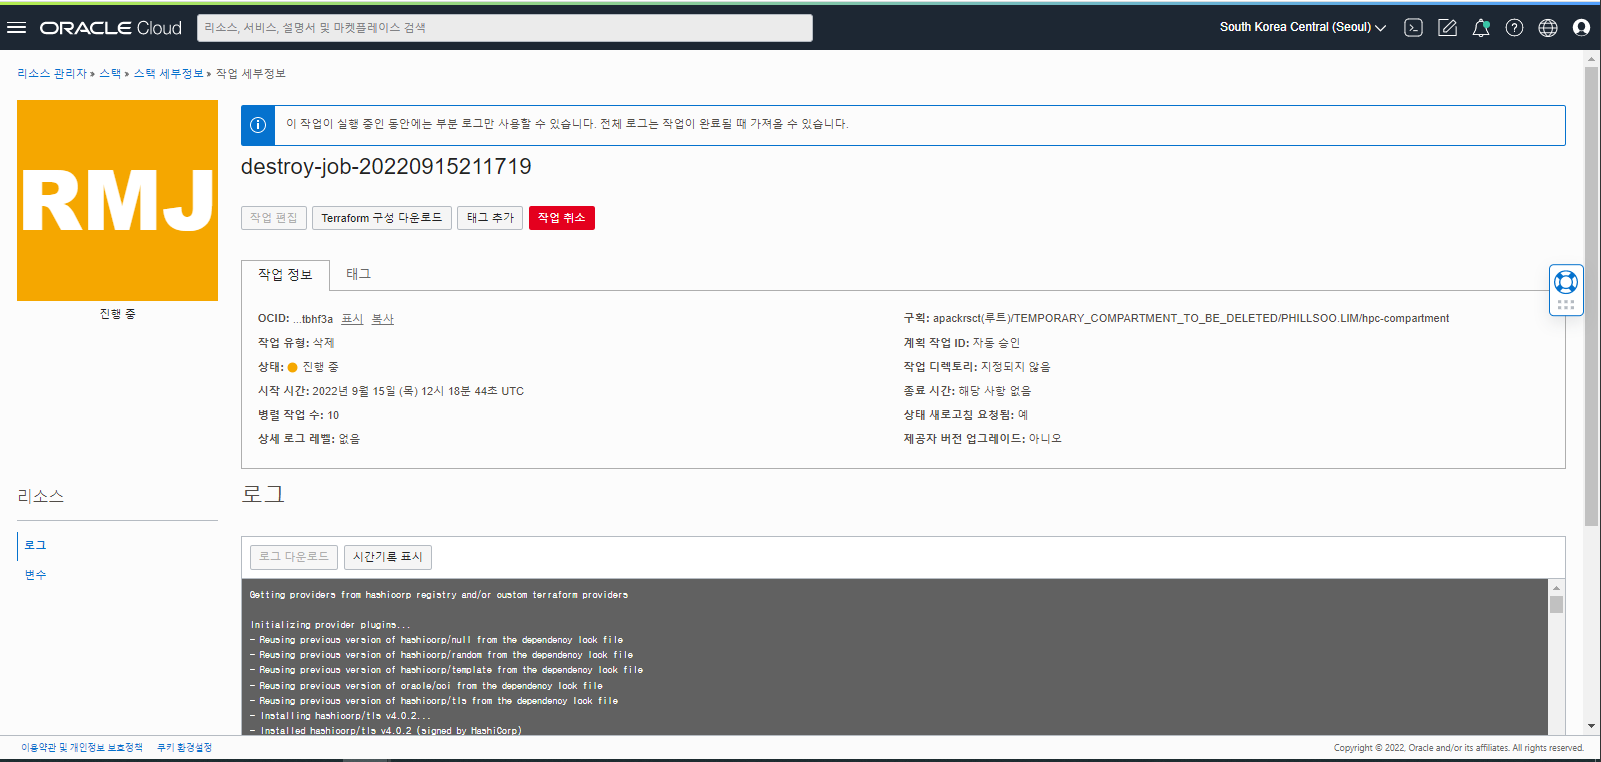 ORACLE Cloud
리소스, 서비스, 설명서 및 마켓플레이스 검색
South Korea Central (Seoul)
리소스 관리자 » 스택 » 스택 세부정보 » 작업 세부정보
RMJ
진행 중
이 작업이 실행 중인 동안에는 부분 로그만 사용할 수 있습니다. 전체 로그는 작업이 완료될 때 가져올 수 있습니다.
destroy-job-20220915211719
작업 편집 Terraform 구성 다운로드 태그 추가 작업 취소
작업 정보 태그
OCID: ...tbhf3a 표시 복사
작업 유형: 삭제
상태: 진행 중
시작 시간: 2022년 9월 15일 (목) 12시 18분 44초 UTC
병렬 작업 수: 10
상세 로그 레벨: 없음
구획: apackrsct(루트)/TEMPORARY_COMPARTMENT_TO_BE_DELETED/PHILLSOO.LIM/hpc-compartment
계획 작업 ID: 자동 승인
작업 디렉토리: 지정되지 않음
종료 시간: 해당 사항 없음
상태 새로고침 요청됨: 예
제공자 버전 업그레이드: 아니오
리소스
로그
변수
로그
로그 다운로드 시간기록 표시
Getting providers from hashicorp registry and/or custom terraform providers
Initializing provider plugins...
- Reusing previous version of hashicorp/null from the dependency lock file
- Reusing previous version of hashicorp/random from the dependency lock file
- Reusing previous version of hashicorp/template from the dependency lock file
- Reusing previous version of oracle/oci from the dependency lock file
- Reusing previous version of hashicorp/tls from the dependency lock file
- Installing hashicorp/tls v4.0.2...
- Installed hashicorp/tls v4.0.2 (signed by HashiCorp)
이용약관 및 개인정보 보호정책 쿠키 환경설정
Copyright © 2022, Oracle and/or its affiliates. All rights reserved.